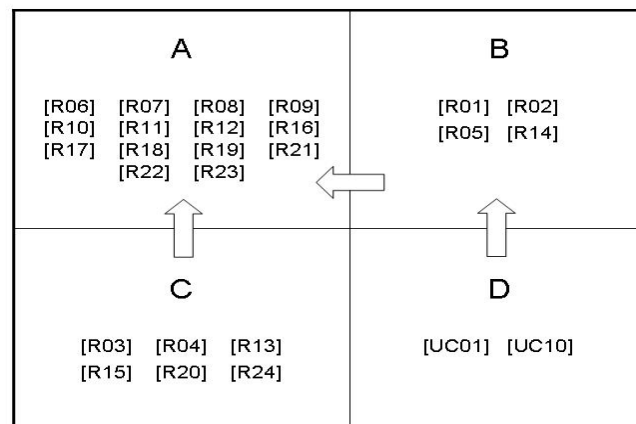 A
[R06] [R07] [R08] [R09]
[R10] [R11] [R12] [R16]
[R17] [R18] [R19] [R21]
[R22] [R23]
B
[R01] [R02]
[R05] [R14]
C
[R03] [R04] [R13]
[R15] [R20] [R24]
D
[UC01] [UC10]